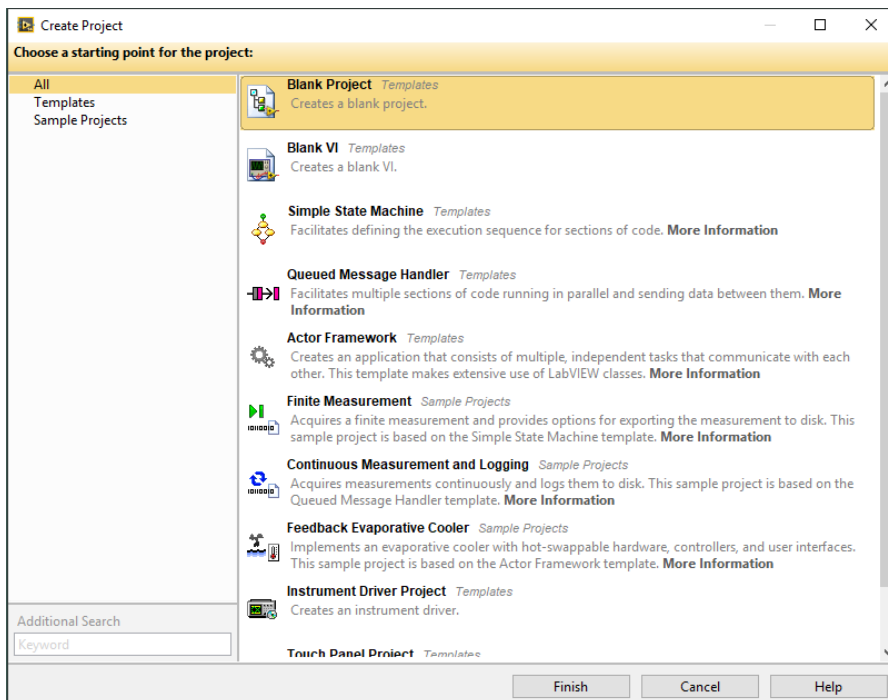 Create Project
Choose a starting point for the project:
All
Templates
Sample Projects
Blank Project Templates
Creates a blank project.
Blank VI Templates
Creates a blank VI.
Simple State Machine Templates
Facilitates defining the execution sequence for sections of code. More Information
Queued Message Handler Templates
Facilitates multiple sections of code running in parallel and sending data between them. More
Information
Actor Framework Templates
Creates an application that consists of multiple, independent tasks that communicate with each
other. This template makes extensive use of LabVIEW classes. More Information
Finite Measurement Sample Projects
Acquires a finite measurement and provides options for exporting the measurement to disk. This
sample project is based on the Simple State Machine template. More Information
Continuous Measurement and Logging Sample Projects
Acquires measurements continuously and logs them to disk. This sample project is based on the
Queued Message Handler template. More Information
Feedback Evaporative Cooler Sample Projects
Implements an evaporative cooler with hot-swappable hardware, controllers, and user interfaces.
This sample project is based on the Actor Framework template. More Information
Instrument Driver Project Templates
Creates an instrument driver.
Touch Panel Project Templates
Additional Search
Keyword
Finish
Cancel
Help